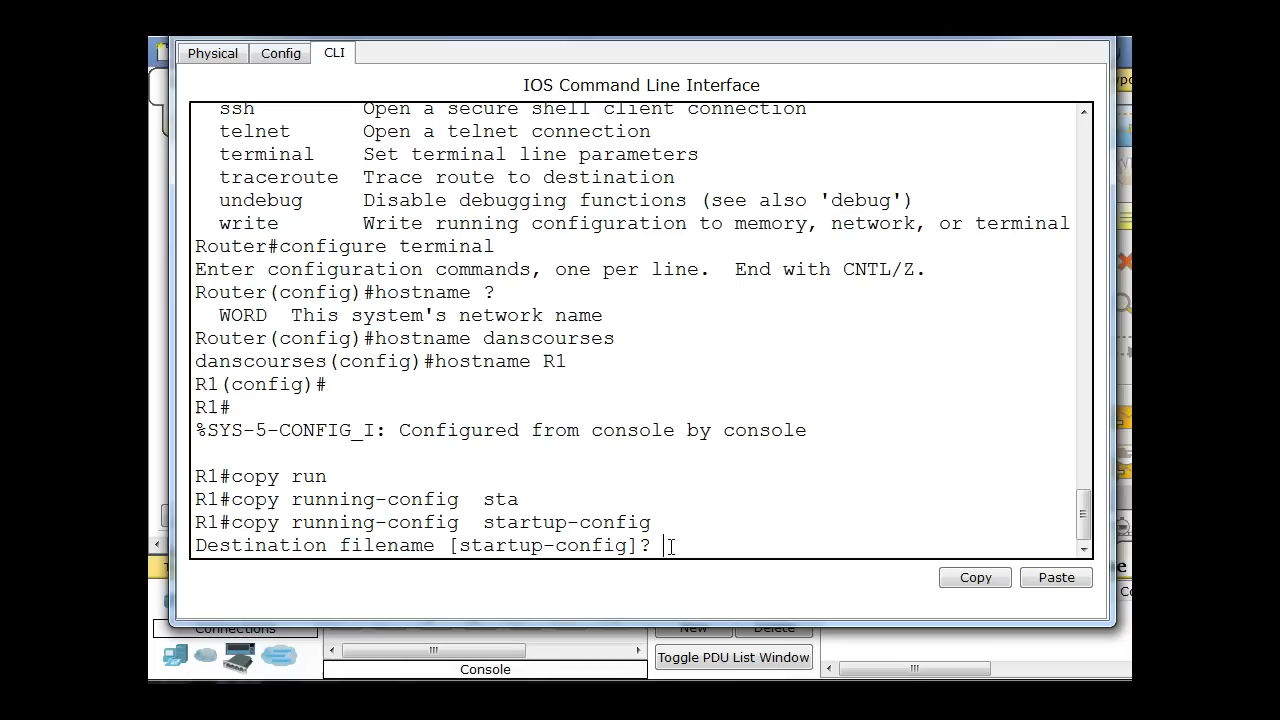 Physical Config CLI
IOS Command Line Interface
ssh Open a secure shell client connection
telnet Open a telnet connection
terminal Set terminal line parameters
traceroute Trace route to destination
undebug Disable debugging functions (see also 'debug')
write Write running configuration to memory, network, or terminal
Router#configure terminal
Enter configuration commands, one per line. End with CNTL/Z.
Router(config)#hostname ?
WORD This system's network name
Router(config)#hostname danscourses
danscourses(config)#hostname R1
R1(config)#
R1#
%SYS-5-CONFIG_I: Configured from console by console
R1#copy run
R1#copy running-config sta
R1#copy running-config startup-config
Destination filename [startup-config]?
Copy Paste
Connections
New Delete
Toggle PDU List Window
Console